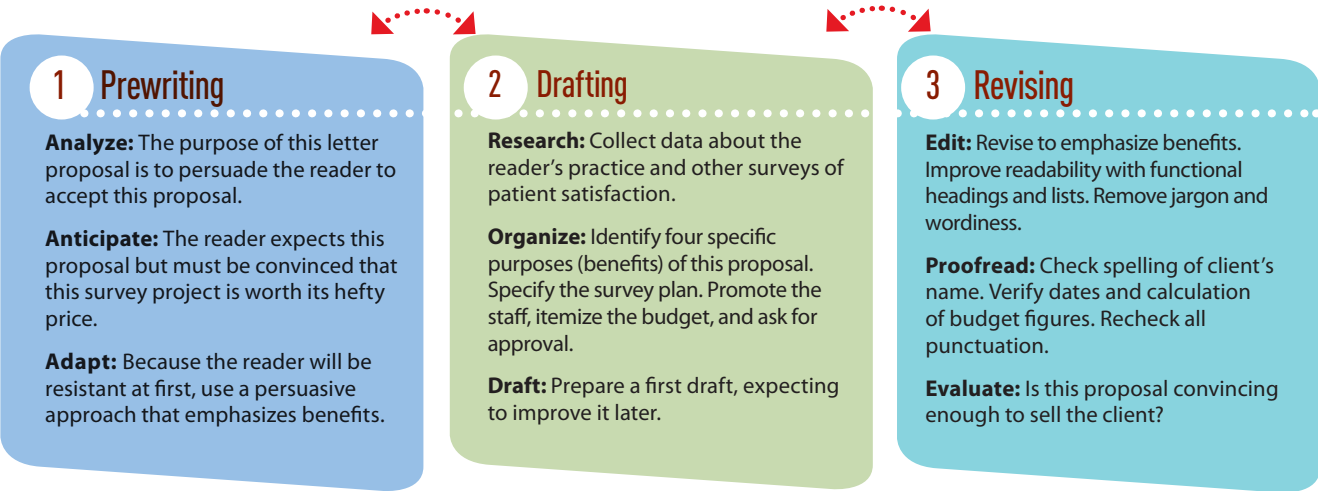 1 Prewriting
Analyze: The purpose of this letter
proposal is to persuade the reader to
accept this proposal.
Anticipate: The reader expects this
proposal but must be convinced that
this survey project is worth its hefty
price.
Adapt: Because the reader will be
resistant at first, use a persuasive
approach that emphasizes benefits.
2 Drafting
Research: Collect data about the
reader’s practice and other surveys of
patient satisfaction.
Organize: Identify four specific
purposes (benefits) of this proposal.
Specify the survey plan. Promote the
staff, itemize the budget, and ask for
approval.
Draft: Prepare a first draft, expecting
to improve it later.
3 Revising
Edit: Revise to emphasize benefits.
Improve readability with functional
headings and lists. Remove jargon and
wordiness.
Proofread: Check spelling of client’s
name. Verify dates and calculation
of budget figures. Recheck all
punctuation.
Evaluate: Is this proposal convincing
enough to sell the client?